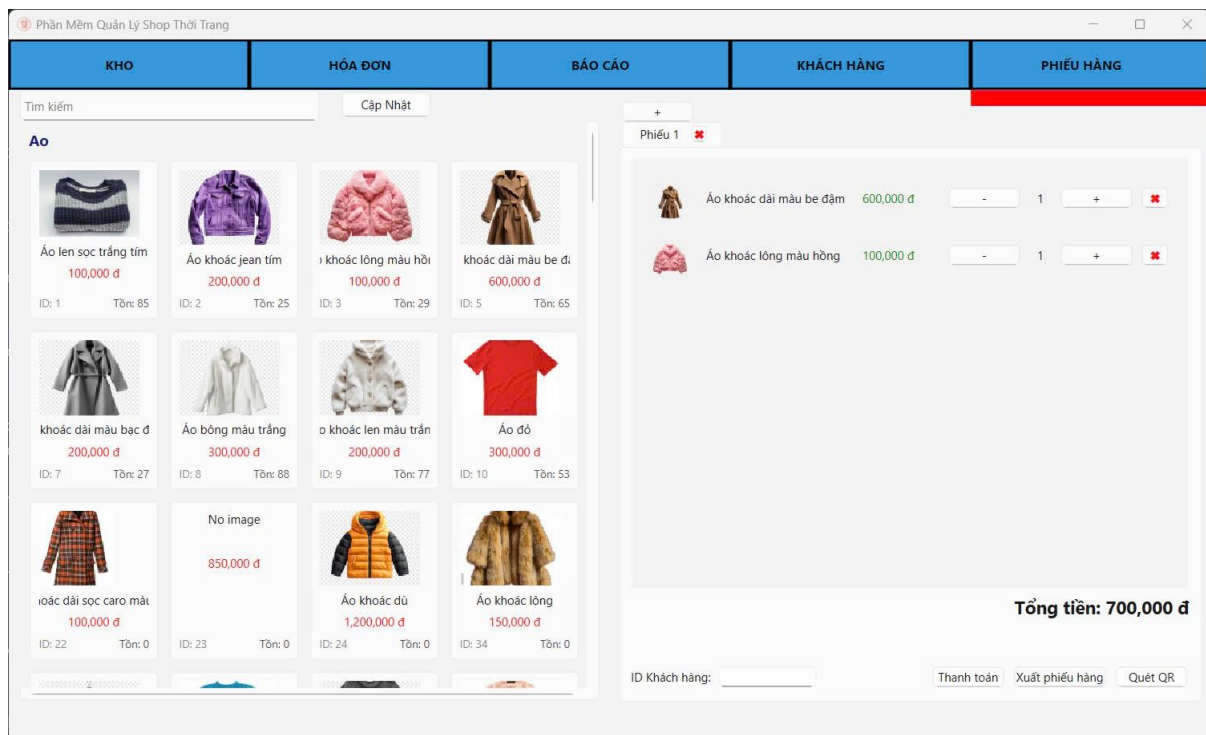 Phần Mềm Quản Lý Shop Thời Trang
KHO HÓA ĐƠN BÁO CÁO KHÁCH HÀNG PHIẾU HÀNG
Tìm kiếm Cập Nhật
Ao
Áo len sọc trắng tím Áo khoác jean tím khoác lông màu khoác dài màu be
100,000 đ 200,000 đ 100,000 đ 600,000 đ
ID: 1 Tồn: 85 ID: 2 Tồn: 25 ID: 3 Tồn: 29 ID: 5 Tồn: 65
khoác dài màu bạc đ Áo bông màu trắng khoác len màu Áo đỏ
200,000 đ 300,000 đ 200,000 đ 300,000 đ
ID: 7 Tồn: 27 ID: 8 Tồn: 88 ID: 9 Tồn: 77 ID: 10 Tồn: 53
No image
850,000 đ
dài sọc caro Áo khoác dù Áo khoác lông
100,000 đ 1,200,000 đ 150,000 đ
ID: 22 Tồn: 0 ID: 23 Tồn: 0 ID: 24 Tồn: 0 ID: 34 Tồn: 0
+
Phiếu 1 ✖
Áo khoác dài màu be đậm 600,000 đ - 1 + ✖
Áo khoác lông màu hồng 100,000 đ - 1 + ✖
Tổng tiền: 700,000 đ
ID Khách hàng: Thanh toán Xuất phiếu hàng Quét QR